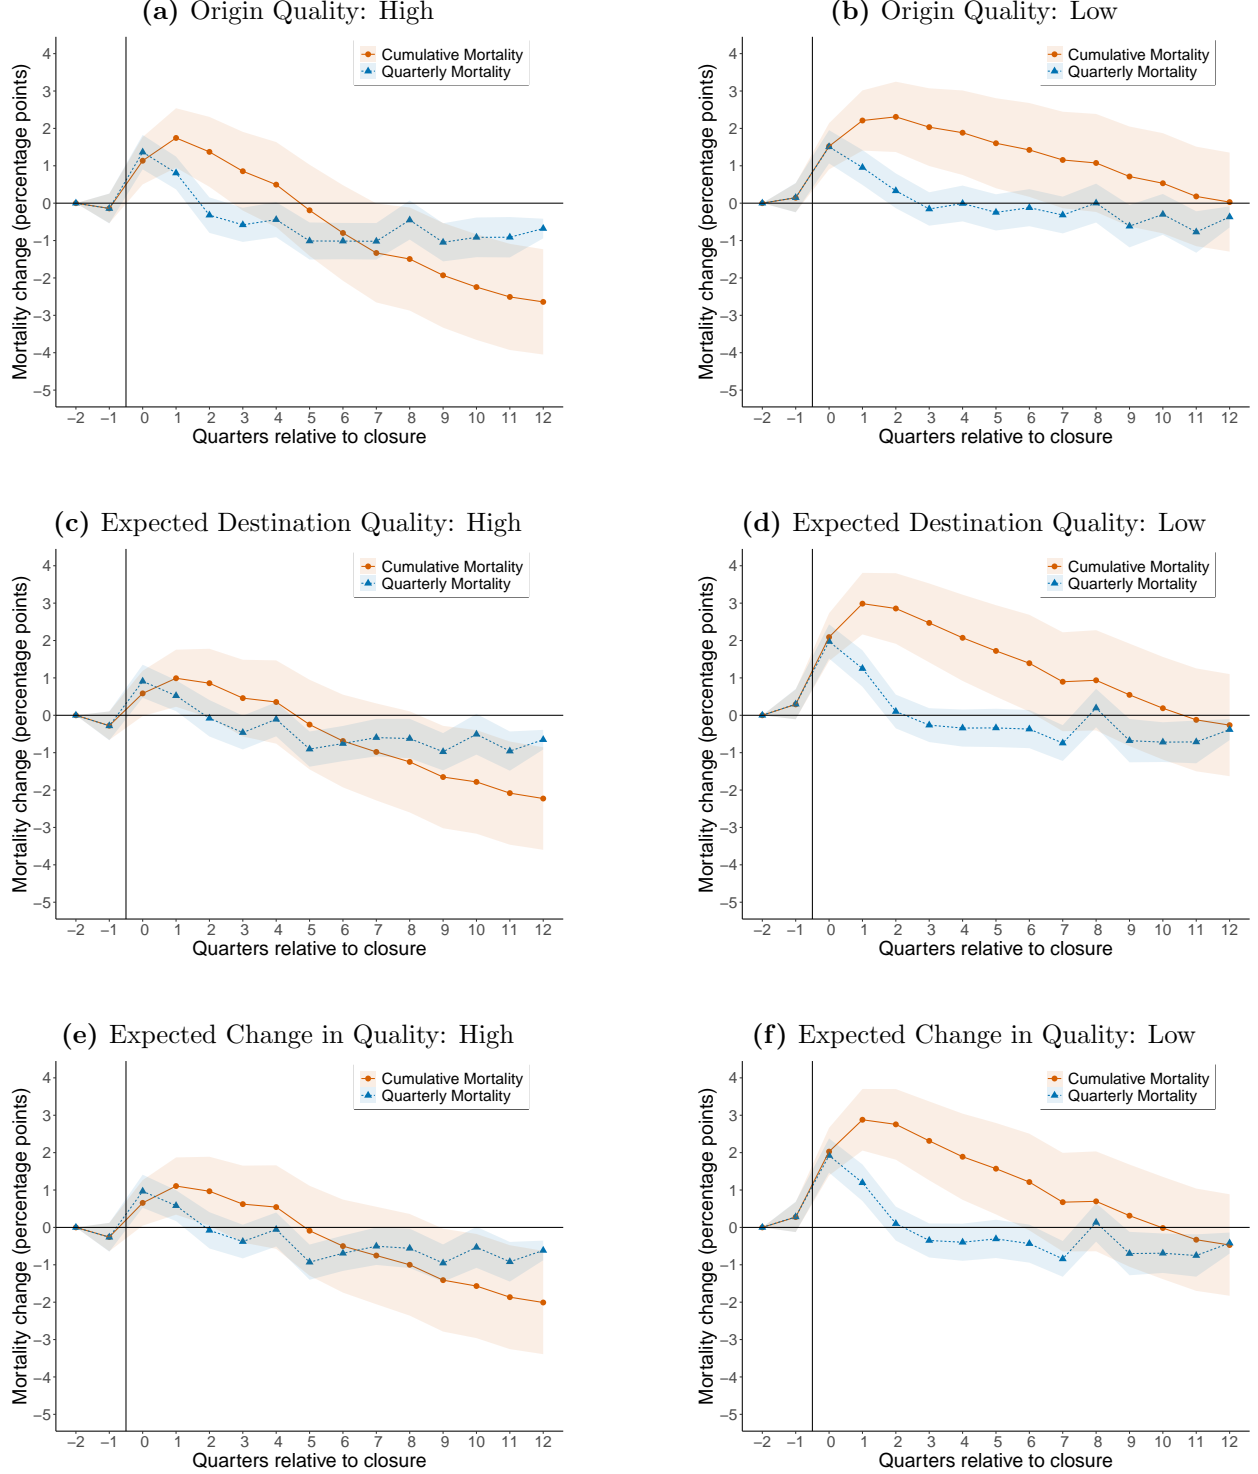 (a) Origin Quality: High
Mortality change (percentage points)
4
3
2
1
0
−1
−2
−3
−4
−5
Cumulative Mortality
Quarterly Mortality
−2 −1 0 1 2 3 4 5 6 7 8 9 10 11 12
Quarters relative to closure
(b) Origin Quality: Low
Mortality change (percentage points)
4
3
2
1
0
−1
−2
−3
−4
−5
Cumulative Mortality
Quarterly Mortality
−2 −1 0 1 2 3 4 5 6 7 8 9 10 11 12
Quarters relative to closure
(c) Expected Destination Quality: High
Mortality change (percentage points)
4
3
2
1
0
−1
−2
−3
−4
−5
Cumulative Mortality
Quarterly Mortality
−2 −1 0 1 2 3 4 5 6 7 8 9 10 11 12
Quarters relative to closure
(d) Expected Destination Quality: Low
Mortality change (percentage points)
4
3
2
1
0
−1
−2
−3
−4
−5
Cumulative Mortality
Quarterly Mortality
−2 −1 0 1 2 3 4 5 6 7 8 9 10 11 12
Quarters relative to closure
(e) Expected Change in Quality: High
Mortality change (percentage points)
4
3
2
1
0
−1
−2
−3
−4
−5
Cumulative Mortality
Quarterly Mortality
−2 −1 0 1 2 3 4 5 6 7 8 9 10 11 12
Quarters relative to closure
(f) Expected Change in Quality: Low
Mortality change (percentage points)
4
3
2
1
0
−1
−2
−3
−4
−5
Cumulative Mortality
Quarterly Mortality
−2 −1 0 1 2 3 4 5 6 7 8 9 10 11 12
Quarters relative to closure